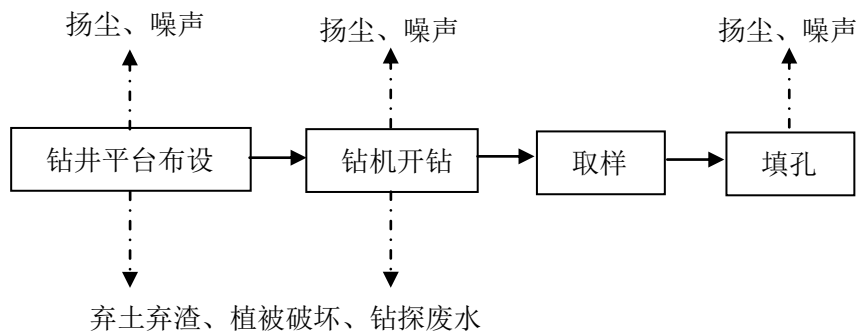 扬尘、噪声
扬尘、噪声
扬尘、噪声
钻井平台布设
钻机开钻
取样
填孔
弃土弃渣、植被破坏、钻探废水